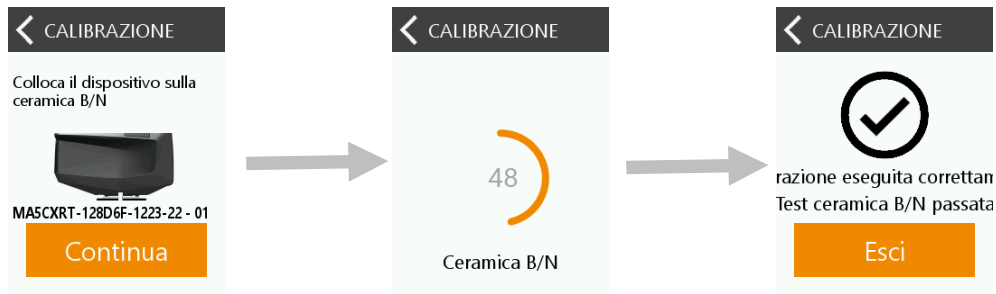 CALIBRAZIONE
Colloca il dispositivo sulla
ceramica B/N
MA5CXRT-128D6F-1223-22 - 01
Continua
CALIBRAZIONE
48
Ceramica B/N
CALIBRAZIONE
razione eseguita correttam
Test ceramica B/N passata
Esci